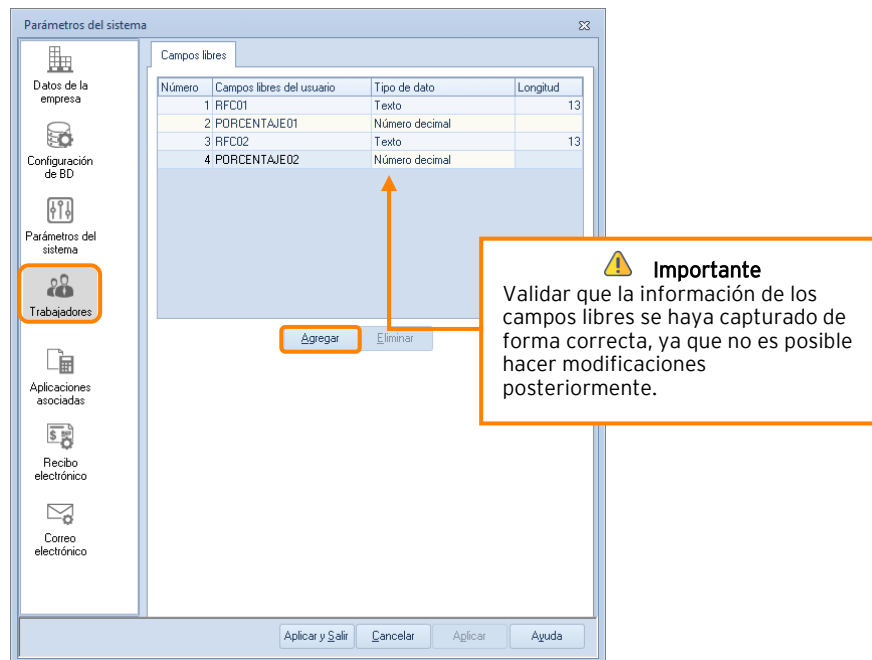 Parámetros del sistema
Datos de la
empresa
Configuración
de BD
Parámetros del
sistema
Trabajadores
Aplicaciones
asociadas
Recibo
electrónico
Correo
electrónico
Campos libres
Número Campos libres del usuario Tipo de dato Longitud
1 RFC01 Texto 13
2 PORCENTAJE01 Número decimal
3 RFC02 Texto 13
4 PORCENTAJE02 Número decimal
Agregar Eliminar
Importante
Validar que la información de los
campos libres se haya capturado de
forma correcta, ya que no es posible
hacer modificaciones
posteriormente.
Aplicar y Salir Cancelar Aplicar Ayuda